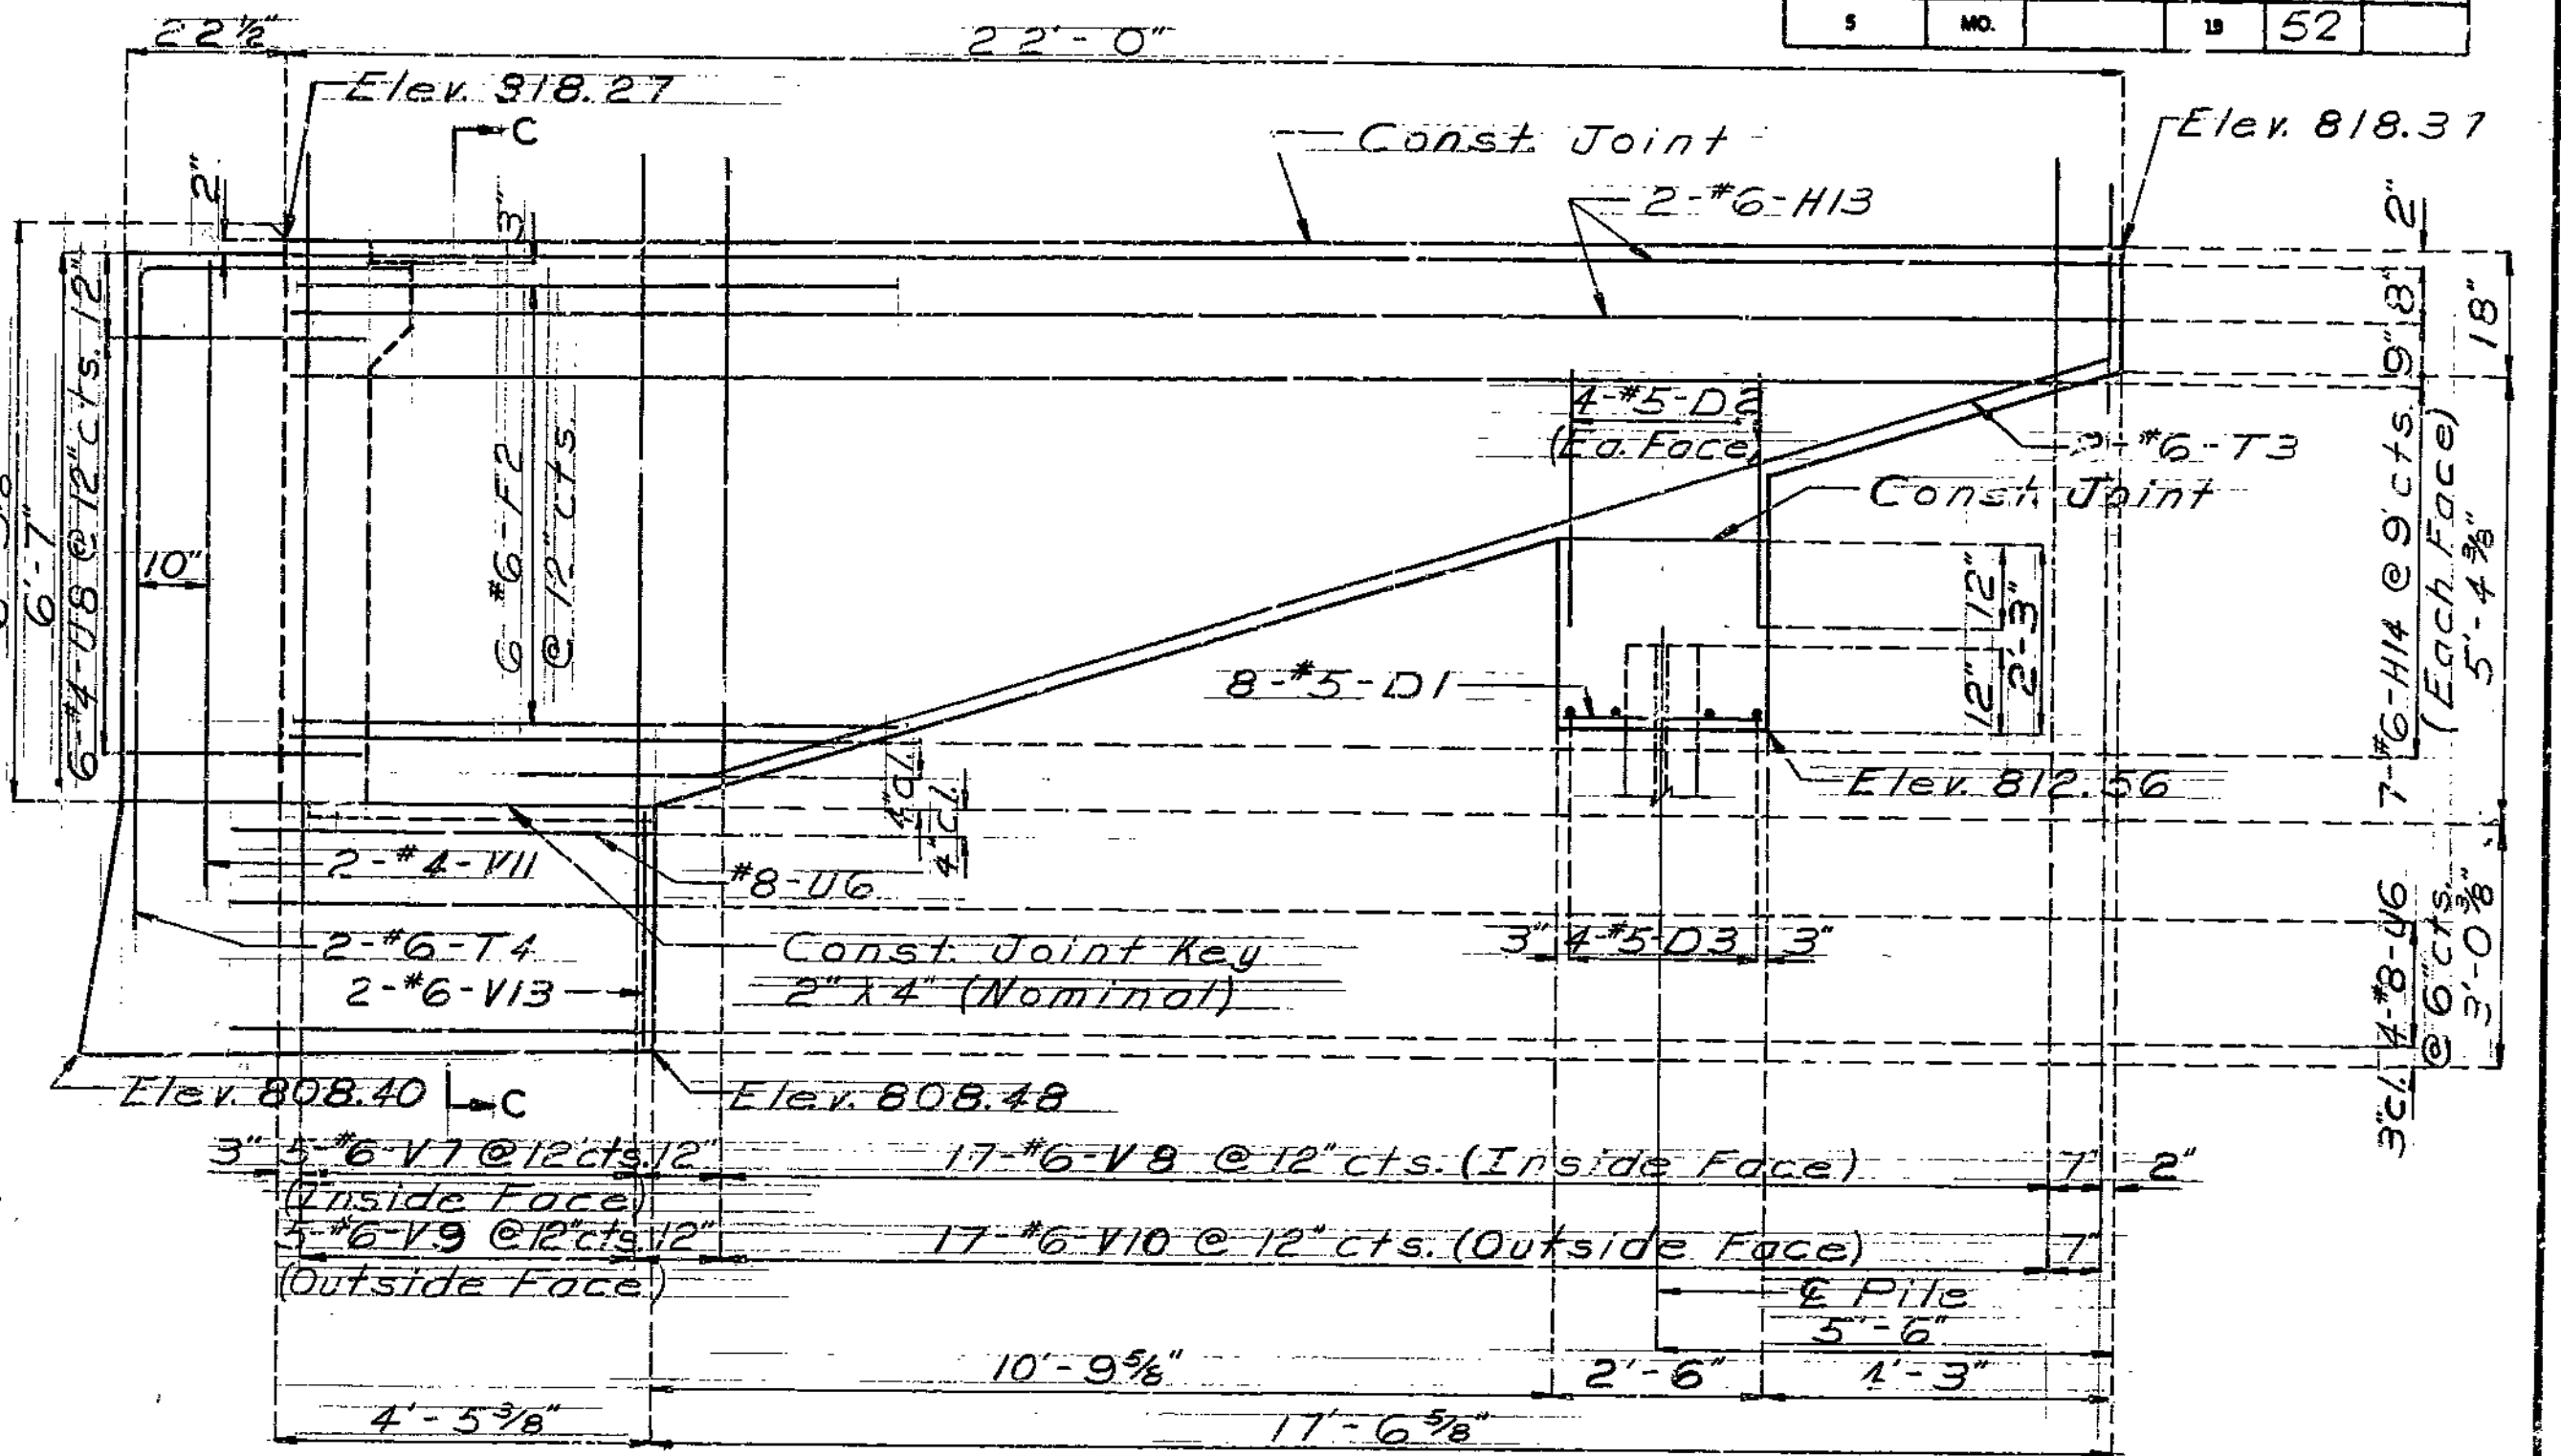 5 MO. 19 52
22½"
22'-0"
Elev. 818.27
C
Const. Joint
Elev. 818.37
2"
3"
2-#6-H13
2"
8"
9"
18"
6'-7"
6-#4-U8 @ 12" cts.
12"
10"
6-#6-F2
@ 12" cts.
4-#5-D2
(Ea. Face)
#6-T3
Const. Joint
7-#6-H14 @ 9" cts.
(Each Face)
5'-4⅜"
12"
2'-3"
12"
8-#5-D1
Elev. 812.56
4" cl.
4" cl.
2-#4-V11
#8-U6
2-#6-T4
Const. Joint Key
2" x 4" (Nominal)
2-#6-V13
3" 4-#5-D3 3"
4-#8-U6
@ 6" cts.
3'-0⅜"
3" cl.
Elev. 808.40
C
Elev. 808.48
3" 5-#6-V7 @ 12" cts. 12"
(Inside Face)
17-#6-V8 @ 12" cts. (Inside Face) 7" 2"
5-#6-V9 @ 12" cts. 12"
(Outside Face)
17-#6-V10 @ 12" cts. (Outside Face) 7"
℄ Pile
5'-6"
10'-9⅝"
2'-6"
4'-3"
4'-5⅜"
17'-6⅝"